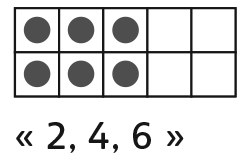 « 2, 4, 6 »